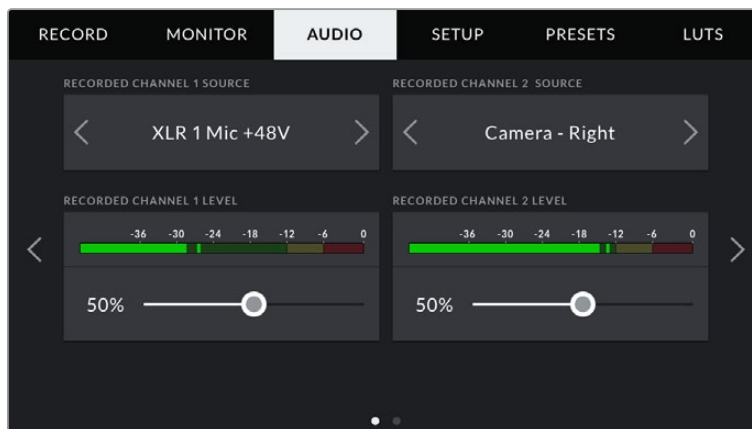 RECORD MONITOR AUDIO SETUP PRESETS LUTS
RECORDED CHANNEL 1 SOURCE
RECORDED CHANNEL 2 SOURCE
XLR 1 Mic +48V
Camera - Right
RECORDED CHANNEL 1 LEVEL
RECORDED CHANNEL 2 LEVEL
-36 -30 -24 -18 -12 -6 0
-36 -30 -24 -18 -12 -6 0
50%
50%